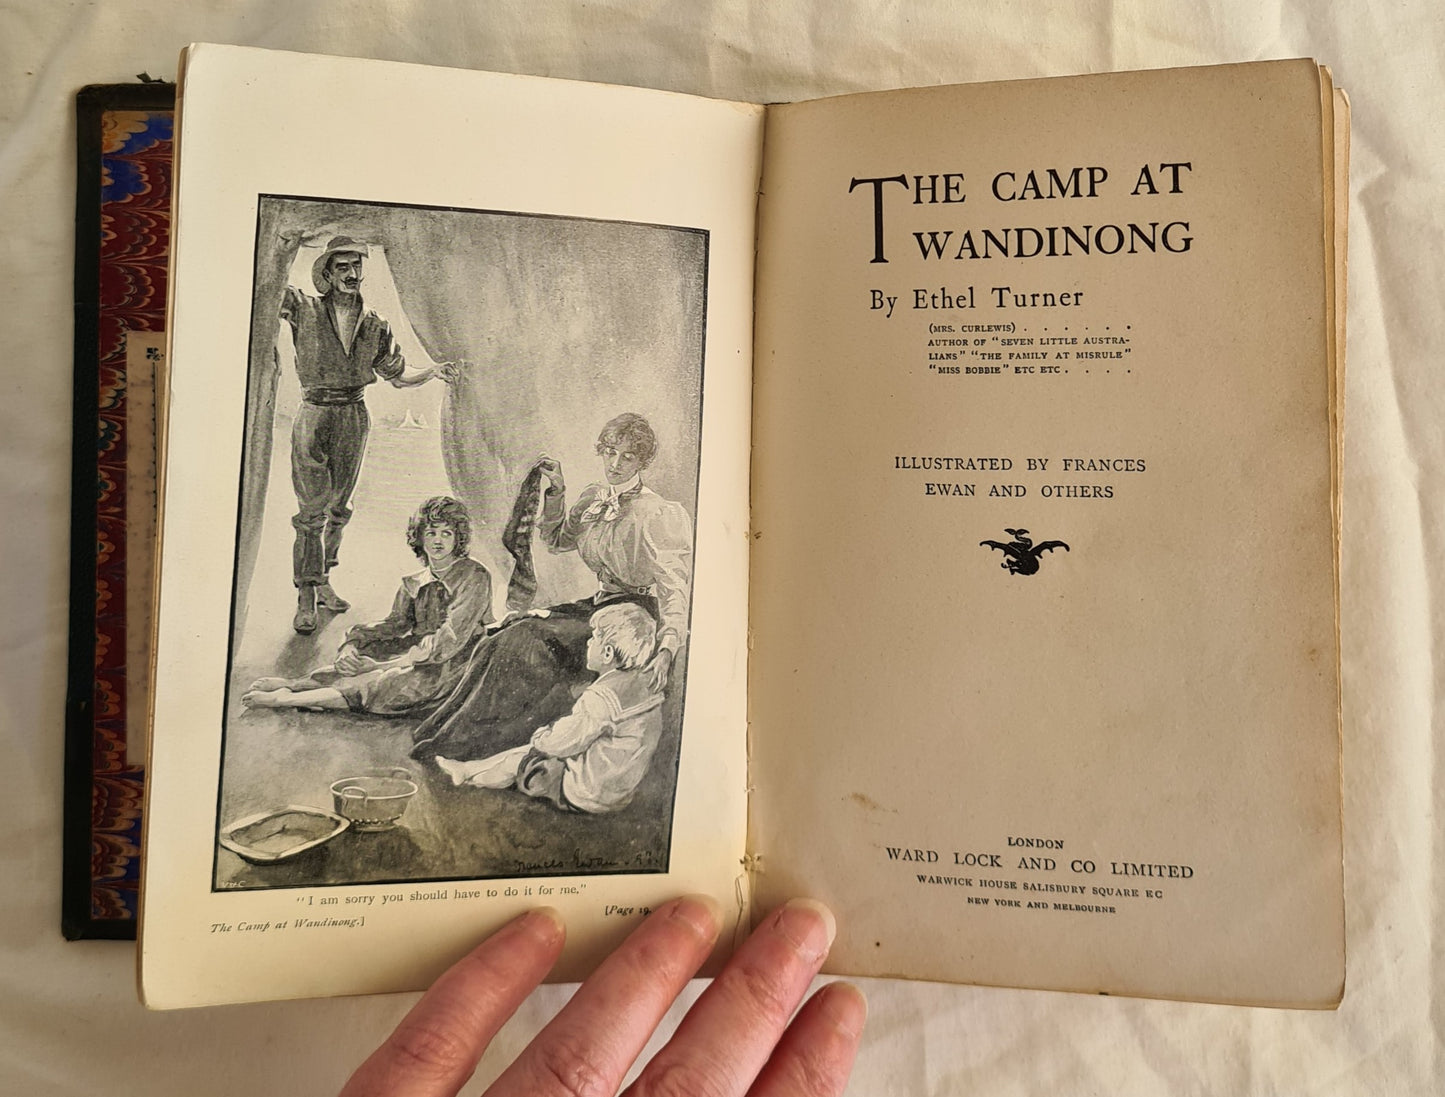 Frances Ewan
V & C
"I am sorry you should have to do it for me."
The Camp at Wandinong.]
[Page 19.
THE CAMP AT
WANDINONG
By Ethel Turner
(MRS. CURLEWIS) . . . . . .
AUTHOR OF "SEVEN LITTLE AUSTRA-
LIANS" "THE FAMILY AT MISRULE"
"MISS BOBBIE" ETC ETC . . . .
ILLUSTRATED BY FRANCES
EWAN AND OTHERS
LONDON
WARD LOCK AND CO LIMITED
WARWICK HOUSE SALISBURY SQUARE EC
NEW YORK AND MELBOURNE